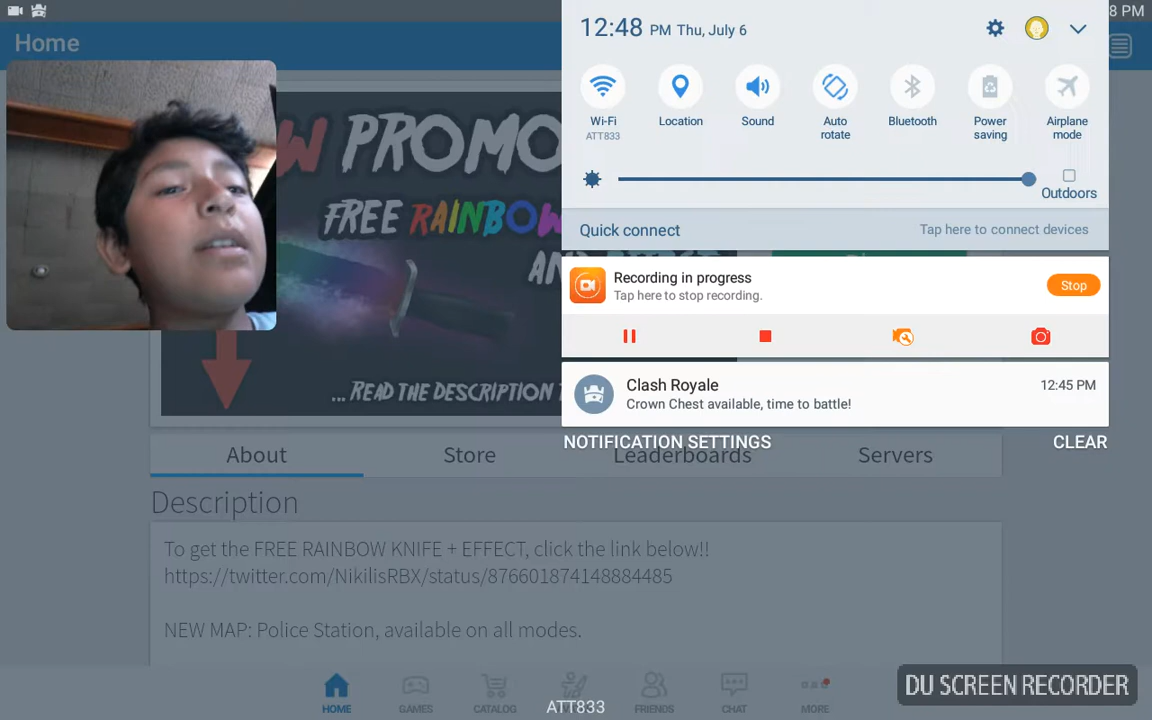 8 PM
Home
12:48 PM Thu, July 6
Wi-Fi
ATT833
Location
Sound
Auto rotate
Bluetooth
Power saving
Airplane mode
Outdoors
Quick connect
Tap here to connect devices
Recording in progress
Tap here to stop recording.
Stop
Clash Royale
12:45 PM
Crown Chest available, time to battle!
NOTIFICATION SETTINGS
CLEAR
W PROMO
FREE RAINBOW
... READ THE DESCRIPTION
About
Store
Leaderboards
Servers
Description
To get the FREE RAINBOW KNIFE + EFFECT, click the link below!!
https://twitter.com/NikilisRBX/status/876601874148884485
NEW MAP: Police Station, available on all modes.
HOME
GAMES
CATALOG
FRIENDS
CHAT
MORE
ATT833
DU SCREEN RECORDER